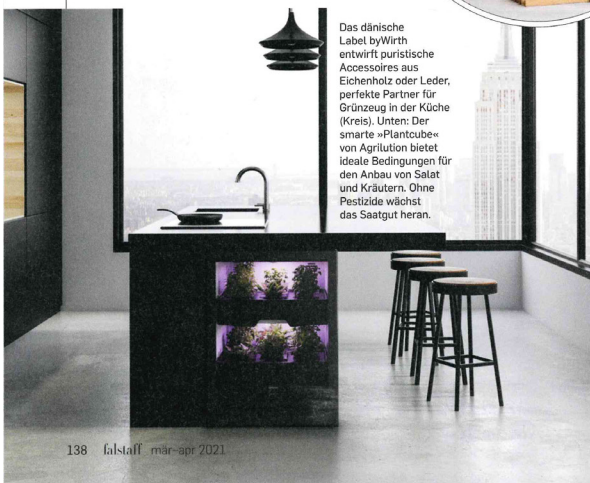 Das dänische
Label byWirth
entwirft puristische
Accessoires aus
Eichenholz oder Leder,
perfekte Partner für
Grünzeug in der Küche
(Kreis). Unten: Der
smarte »Plantcube«
von Agrilution bietet
ideale Bedingungen für
den Anbau von Salat
und Kräutern. Ohne
Pestizide wächst
das Saatgut heran.
138 falstaff mär–apr 2021